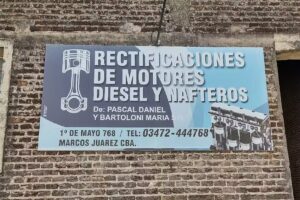 RECTIFICACIONES
DE MOTORES
DIESEL Y NAFTEROS
De: PASCAL DANIEL
Y BARTOLONI MARIA
1º DE MAYO 768 / TEL: 03472-444768
MARCOS JUAREZ CBA.